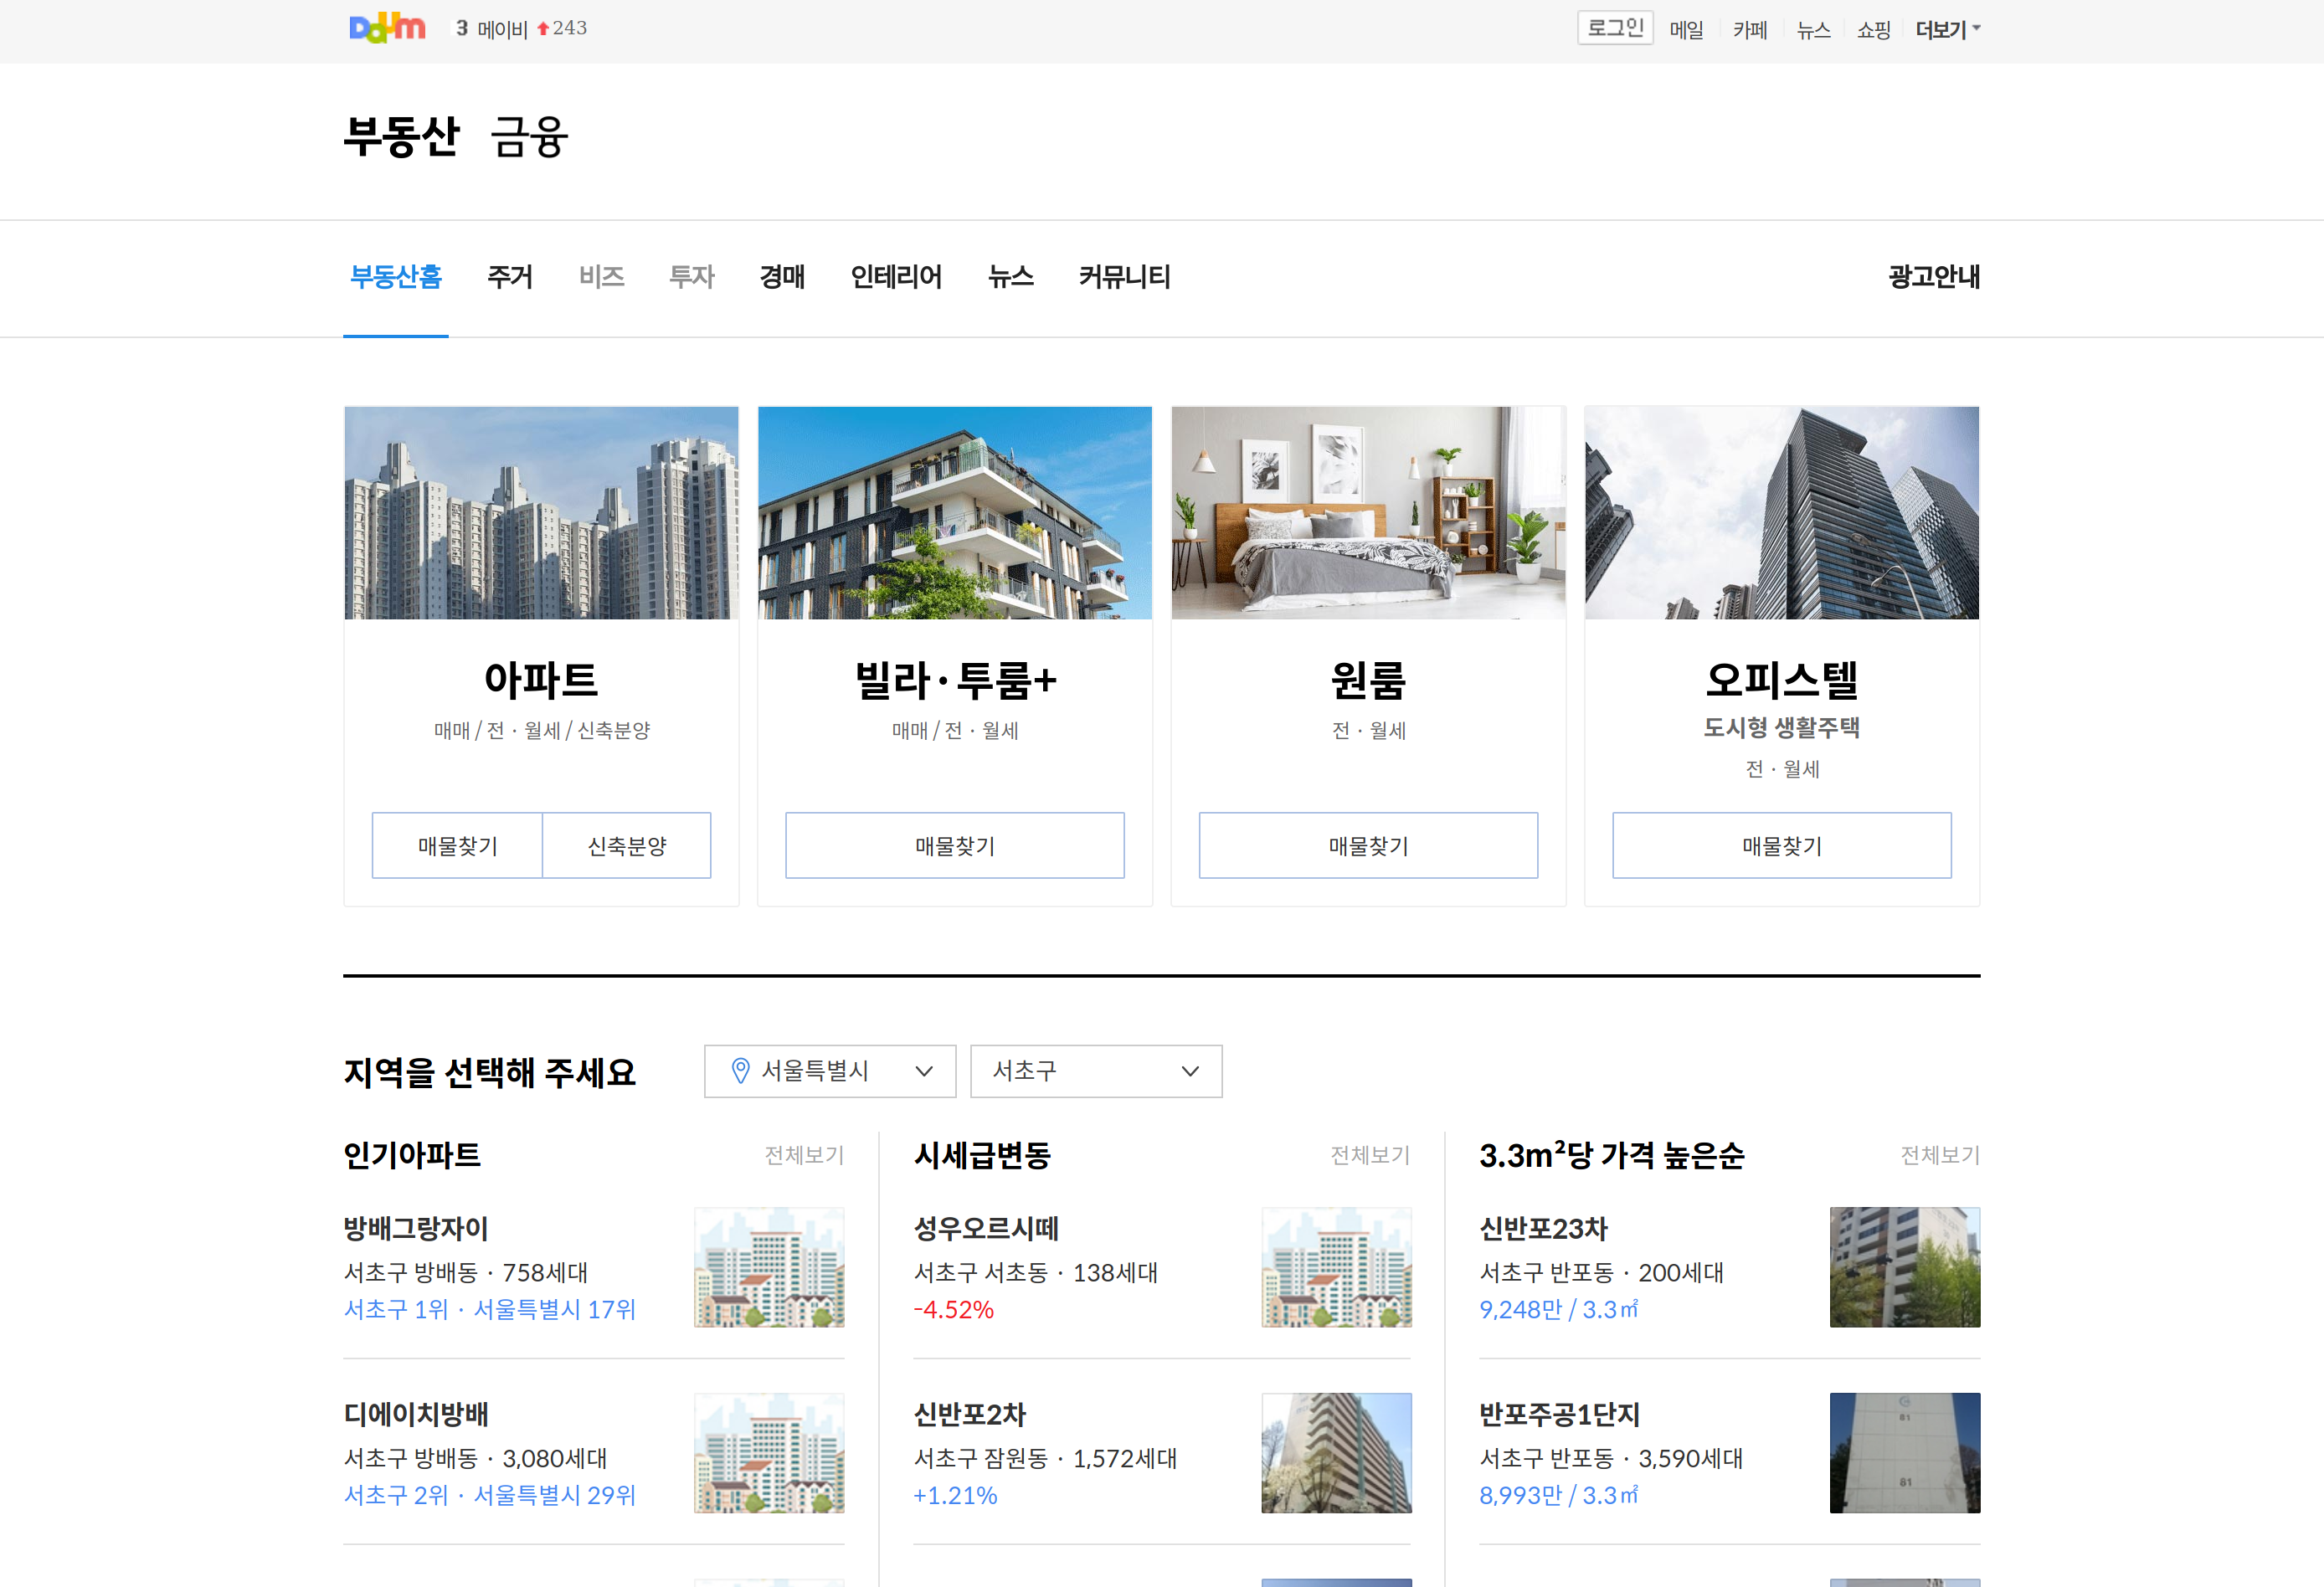 Daum 3 메이비 243 로그인 메일 카페 뉴스 쇼핑 더보기
부동산 금융
부동산홈 주거 비즈 투자 경매 인테리어 뉴스 커뮤니티 광고안내
아파트
매매 / 전 · 월세 / 신축분양
매물찾기 신축분양
빌라·투룸+
매매 / 전 · 월세
매물찾기
원룸
전 · 월세
매물찾기
오피스텔
도시형 생활주택
전 · 월세
매물찾기
지역을 선택해 주세요 서울특별시 서초구
인기아파트 전체보기
방배그랑자이
서초구 방배동 · 758세대
서초구 1위 · 서울특별시 17위
디에이치방배
서초구 방배동 · 3,080세대
서초구 2위 · 서울특별시 29위
시세급변동 전체보기
성우오르시떼
서초구 서초동 · 138세대
-4.52%
신반포2차
서초구 잠원동 · 1,572세대
+1.21%
3.3m²당 가격 높은순 전체보기
신반포23차
서초구 반포동 · 200세대
9,248만 / 3.3㎡
반포주공1단지
서초구 반포동 · 3,590세대
8,993만 / 3.3㎡
81
81